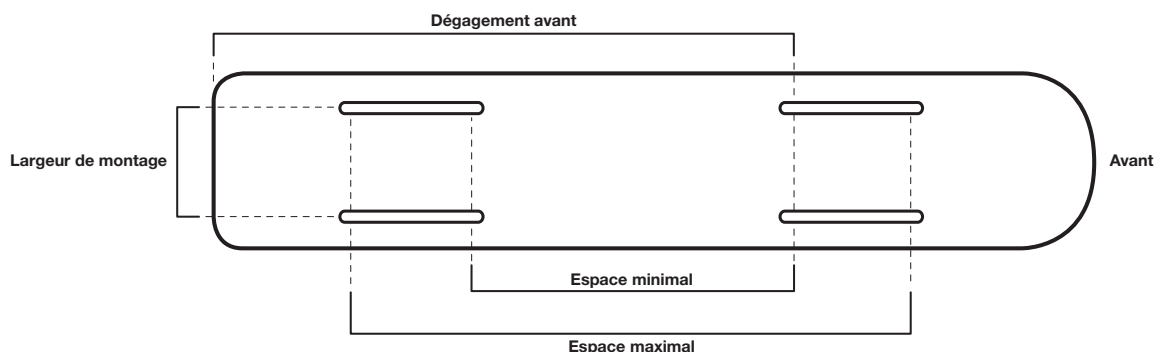 Dégagement avant
Largeur de montage
Avant
Espace minimal
Espace maximal